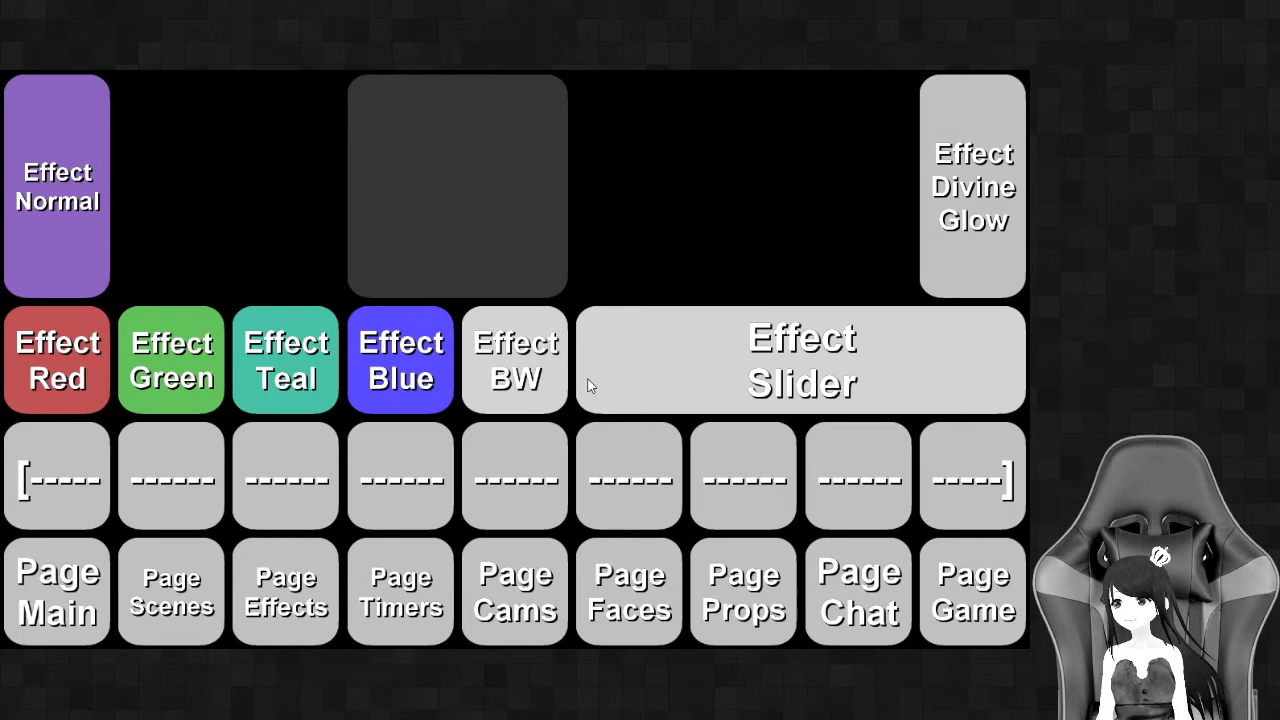 Effect
Normal
Effect
Divine
Glow
Effect
Red
Effect
Green
Effect
Teal
Effect
Blue
Effect
BW
Effect
Slider
[-----
------
------
------
------
------
------
------
-----]
Page
Main
Page
Scenes
Page
Effects
Page
Timers
Page
Cams
Page
Faces
Page
Props
Page
Chat
Page
Game